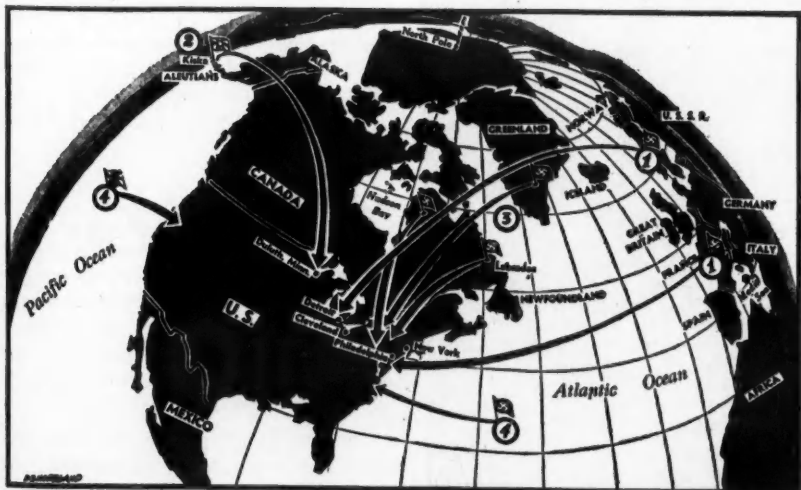 North Pole
2
Kiska
ALEUTIANS
ALASKA
U. S. S. R.
NORWAY
GREENLAND
1
ICELAND
CANADA
Hudson
Bay
4
3
GERMANY
GREAT
BRITAIN
ITALY
Duluth, Minn.
Labrador
FRANCE
1
Pacific Ocean
Detroit
NEWFOUNDLAND
U.S.
Cleveland
SPAIN
Philadelphia
New York
Atlantic Ocean
AFRICA
MEXICO
4